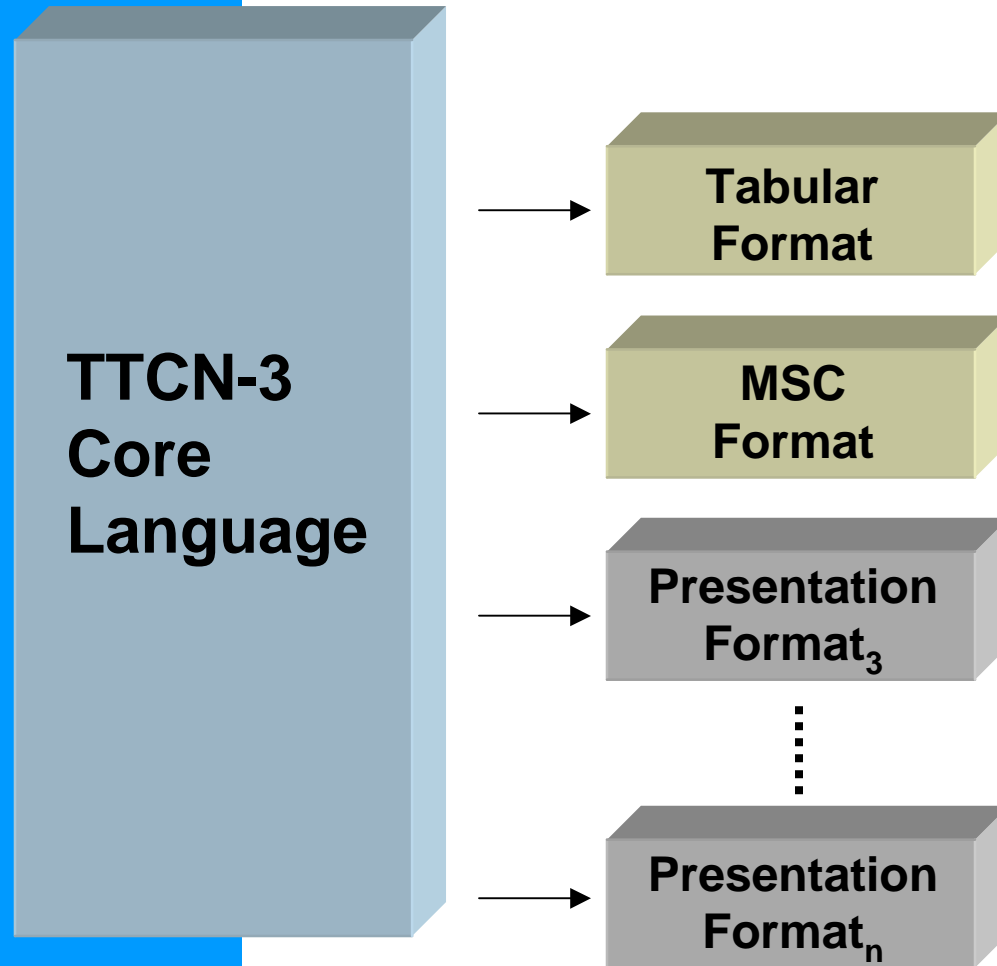 TTCN-3
Core
Language
Tabular
Format
MSC
Format
Presentation
Format₃
Presentation
Formatₙ